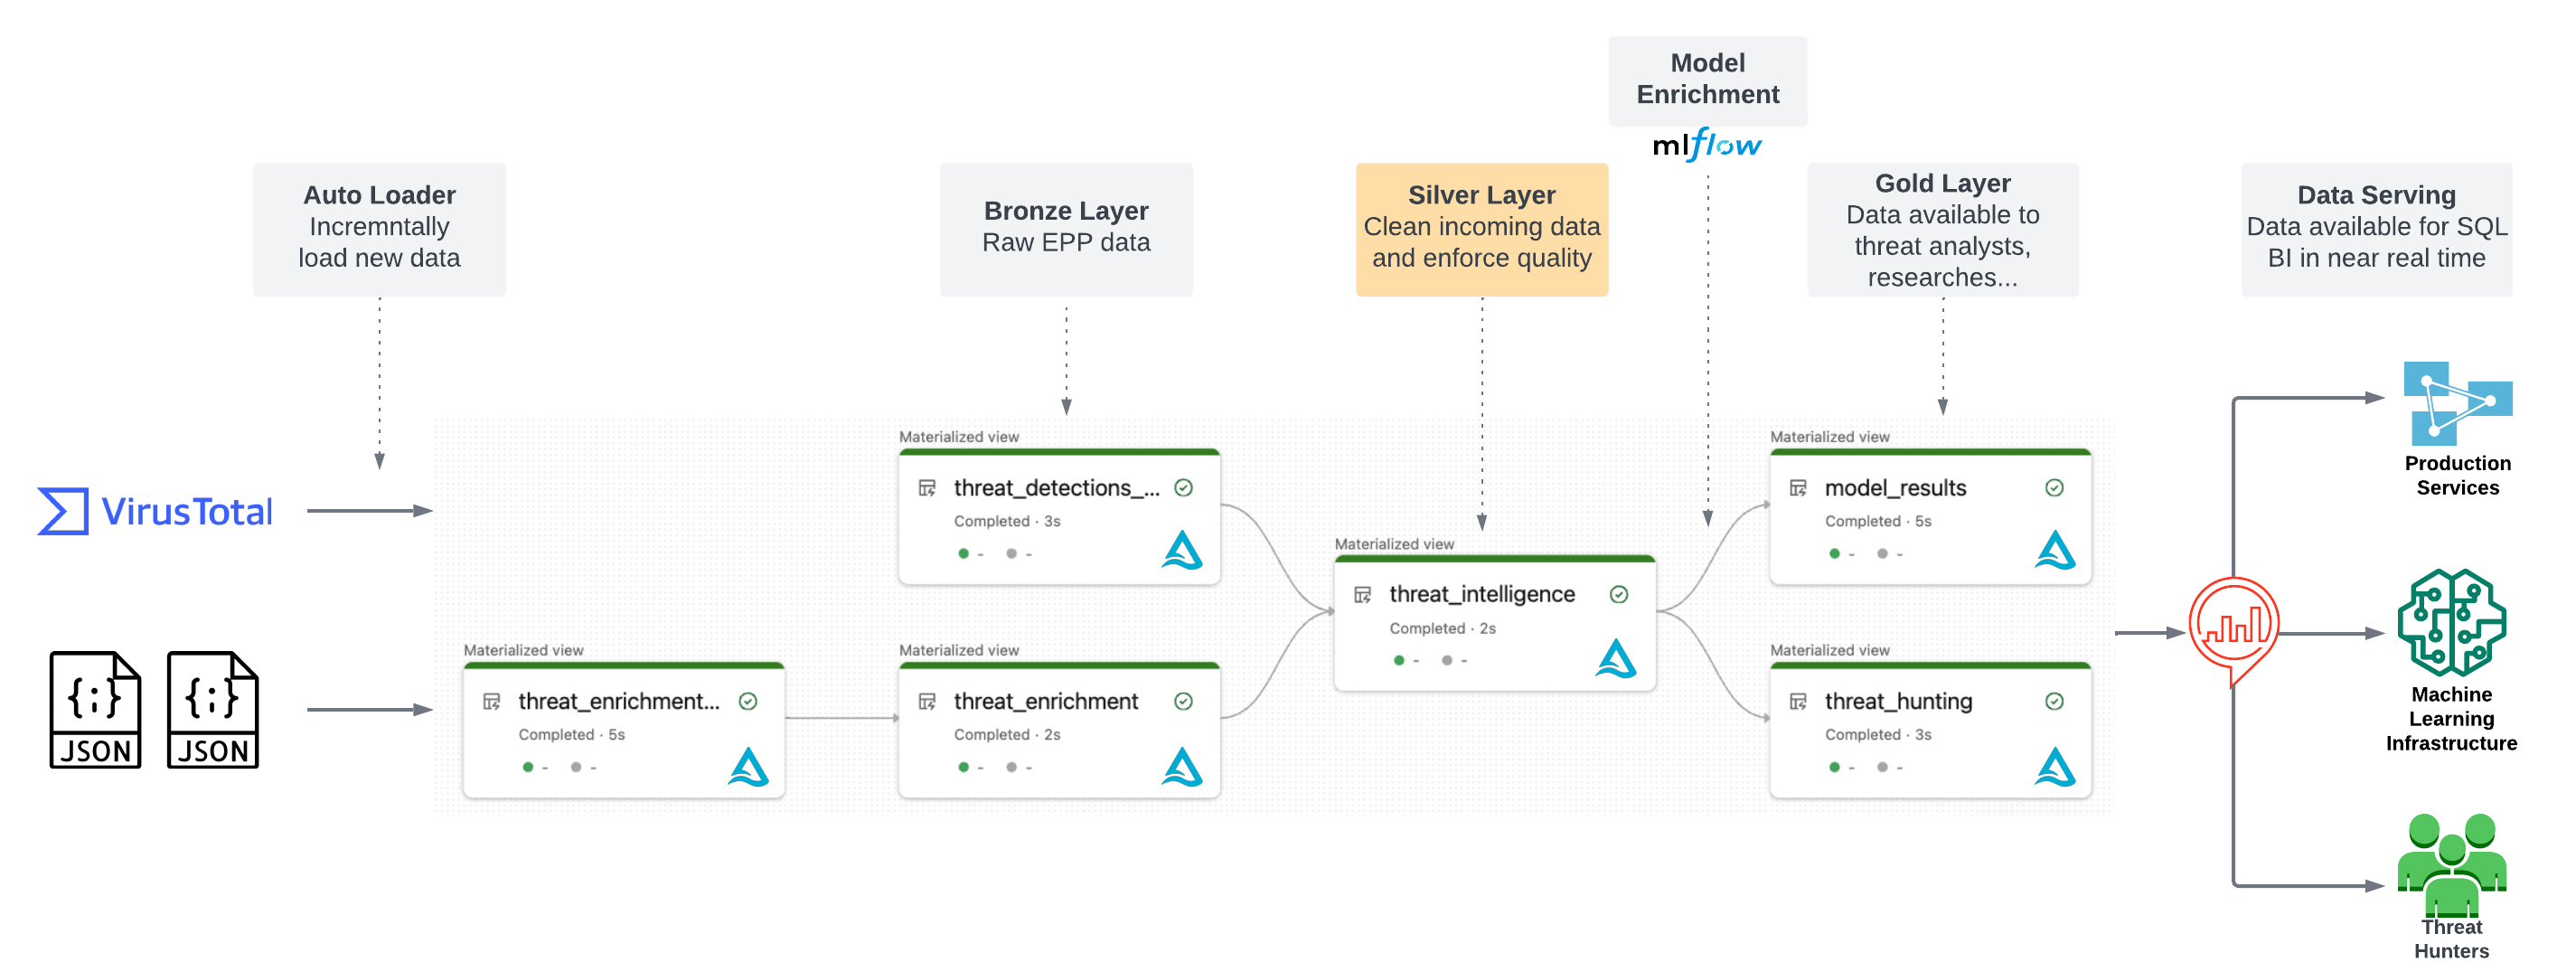 Model
Enrichment
mlflow
Auto Loader
Incremntally
load new data
Bronze Layer
Raw EPP data
Silver Layer
Clean incoming data
and enforce quality
Gold Layer
Data available to
threat analysts,
researches...
Data Serving
Data available for SQL
BI in near real time
VirusTotal
JSON
JSON
Materialized view
threat_enrichment...
Completed · 5s
- -
Materialized view
threat_detections_...
Completed · 3s
- -
Materialized view
threat_enrichment
Completed · 2s
- -
Materialized view
threat_intelligence
Completed · 2s
- -
Materialized view
model_results
Completed · 5s
- -
Materialized view
threat_hunting
Completed · 3s
- -
Production
Services
Machine
Learning
Infrastructure
Threat
Hunters